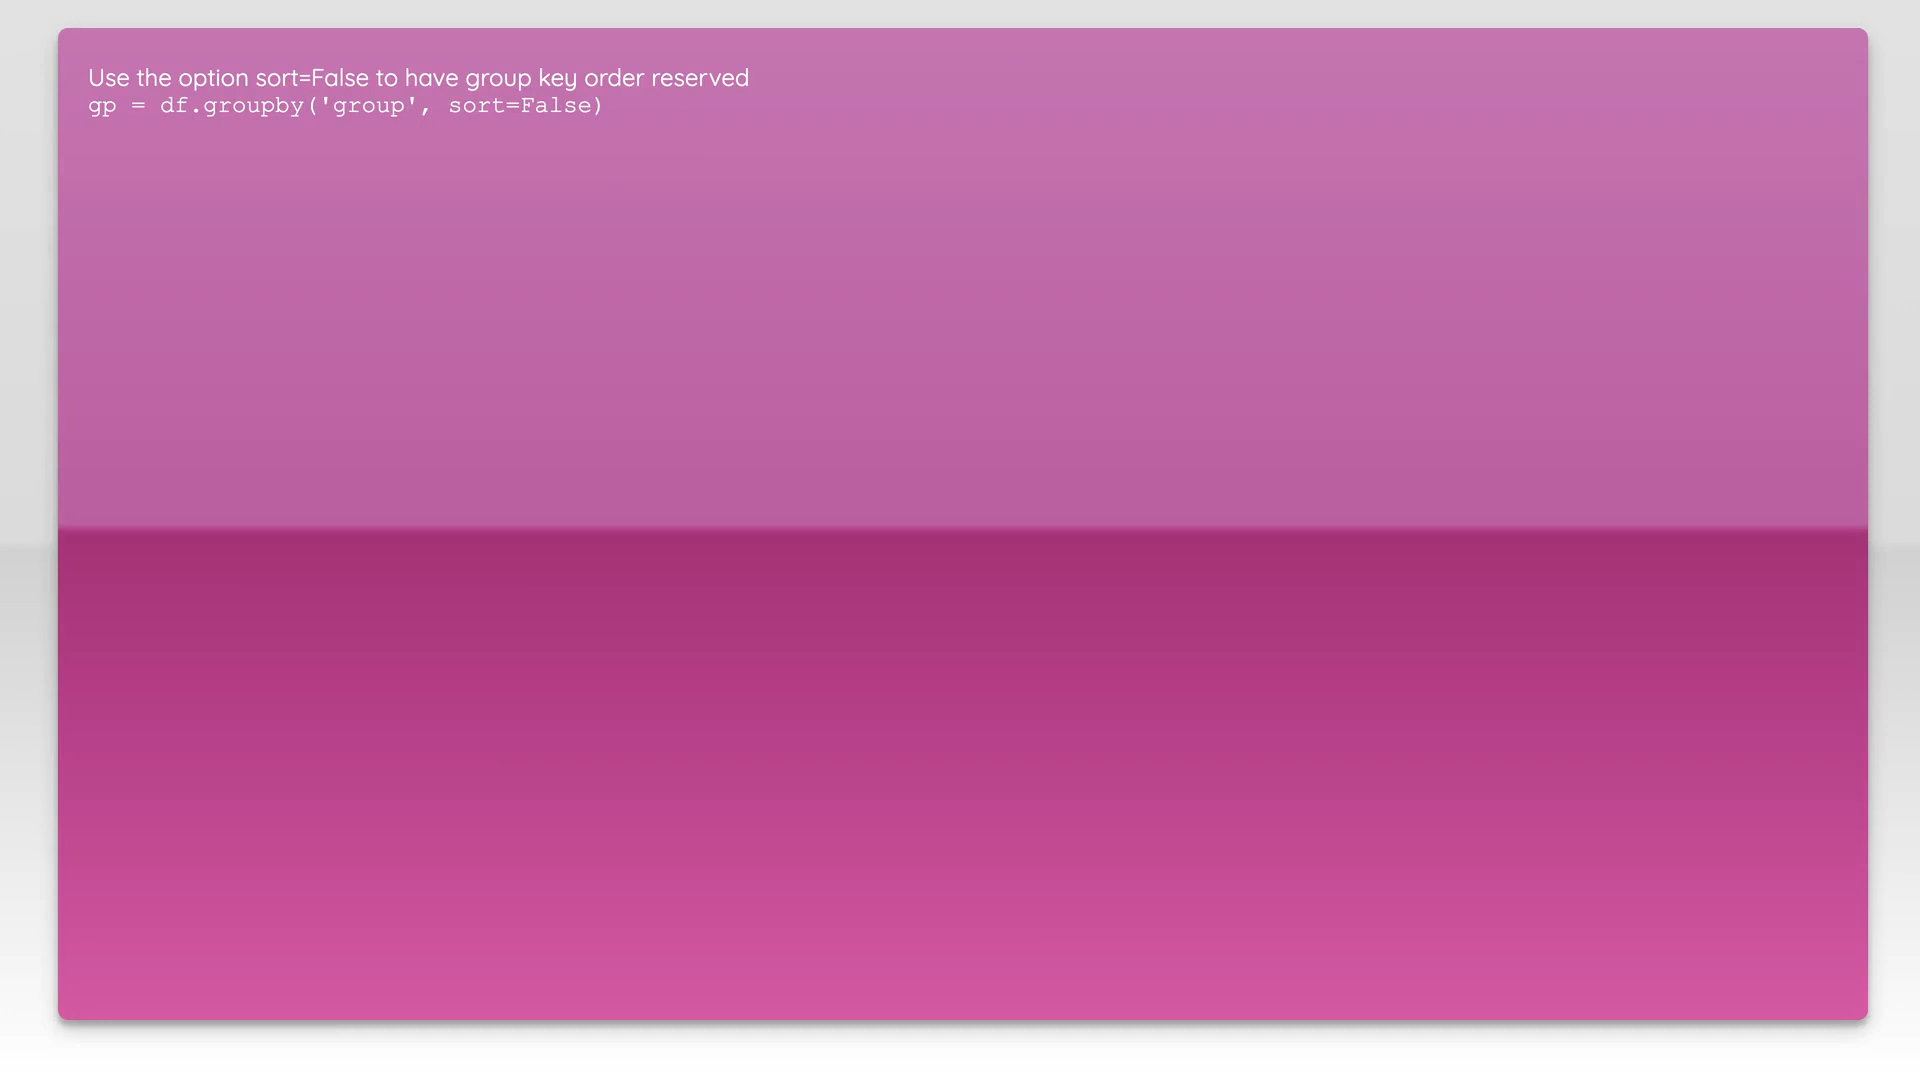 Use the option sort=False to have group key order reserved
gp = df.groupby('group', sort=False)